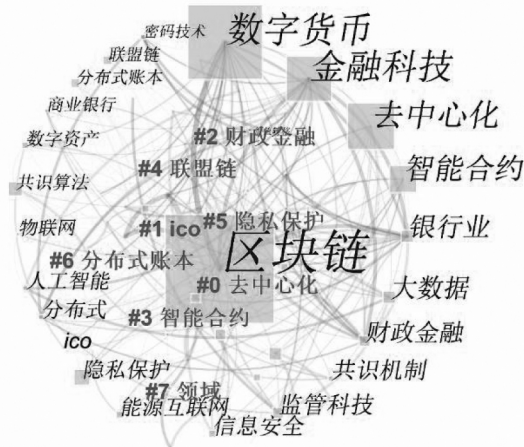 密码技术
数字货币
联盟链
金融科技
分布式账本
商业银行
去中心化
数字资产
#2 财政金融
#4 联盟链
智能合约
共识算法
物联网
#1 ico
#5 隐私保护
银行业
区块链
#6 分布式账本
人工智能
#0 去中心化
大数据
分布式
#3 智能合约
财政金融
ico
隐私保护
共识机制
#7 领域
能源互联网
监管科技
信息安全